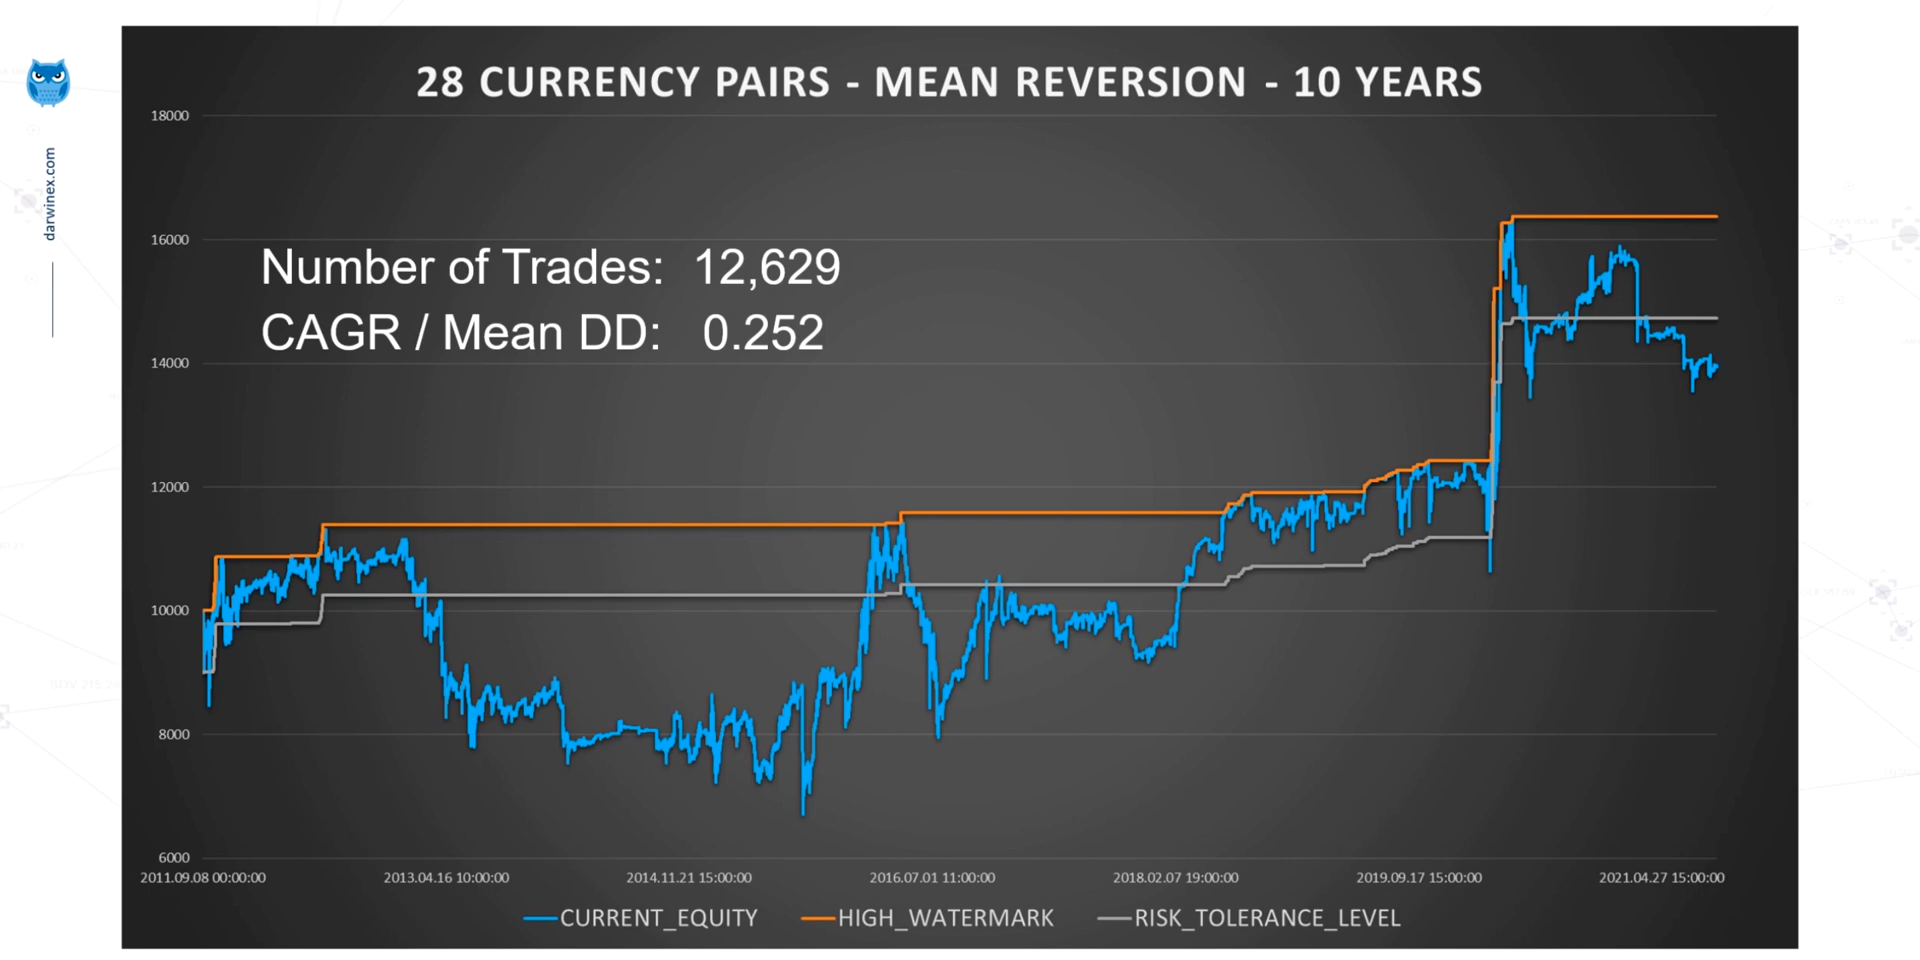 28 CURRENCY PAIRS - MEAN REVERSION - 10 YEARS
darwinex.com
18000
16000
Number of Trades: 12,629
CAGR / Mean DD: 0.252
14000
12000
10000
8000
6000
2011.09.08 00:00:00 2013.04.16 10:00:00 2014.11.21 15:00:00 2016.07.01 11:00:00 2018.02.07 19:00:00 2019.09.17 15:00:00 2021.04.27 15:00:00
CURRENT_EQUITY HIGH_WATERMARK RISK_TOLERANCE_LEVEL